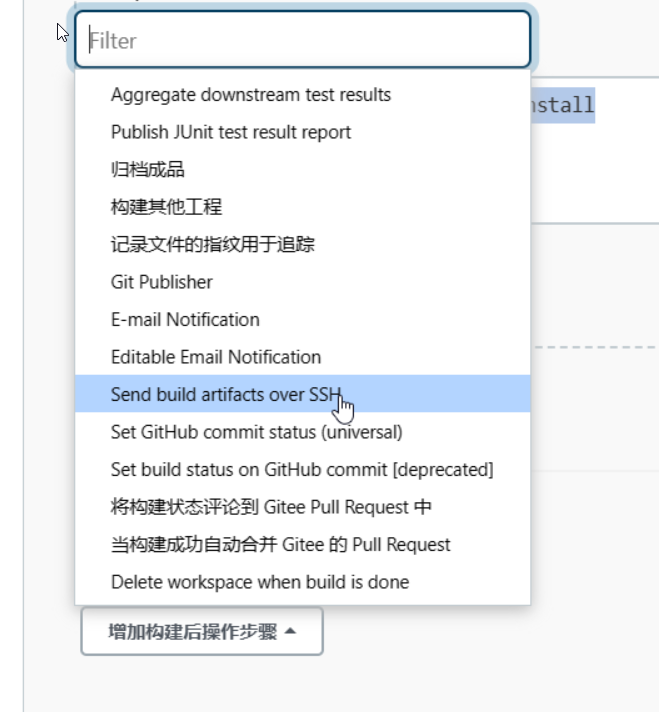 Filter
nstall
Aggregate downstream test results
Publish JUnit test result report
归档成品
构建其他工程
记录文件的指纹用于追踪
Git Publisher
E-mail Notification
Editable Email Notification
Send build artifacts over SSH
Set GitHub commit status (universal)
Set build status on GitHub commit [deprecated]
将构建状态评论到 Gitee Pull Request 中
当构建成功自动合并 Gitee 的 Pull Request
Delete workspace when build is done
增加构建后操作步骤